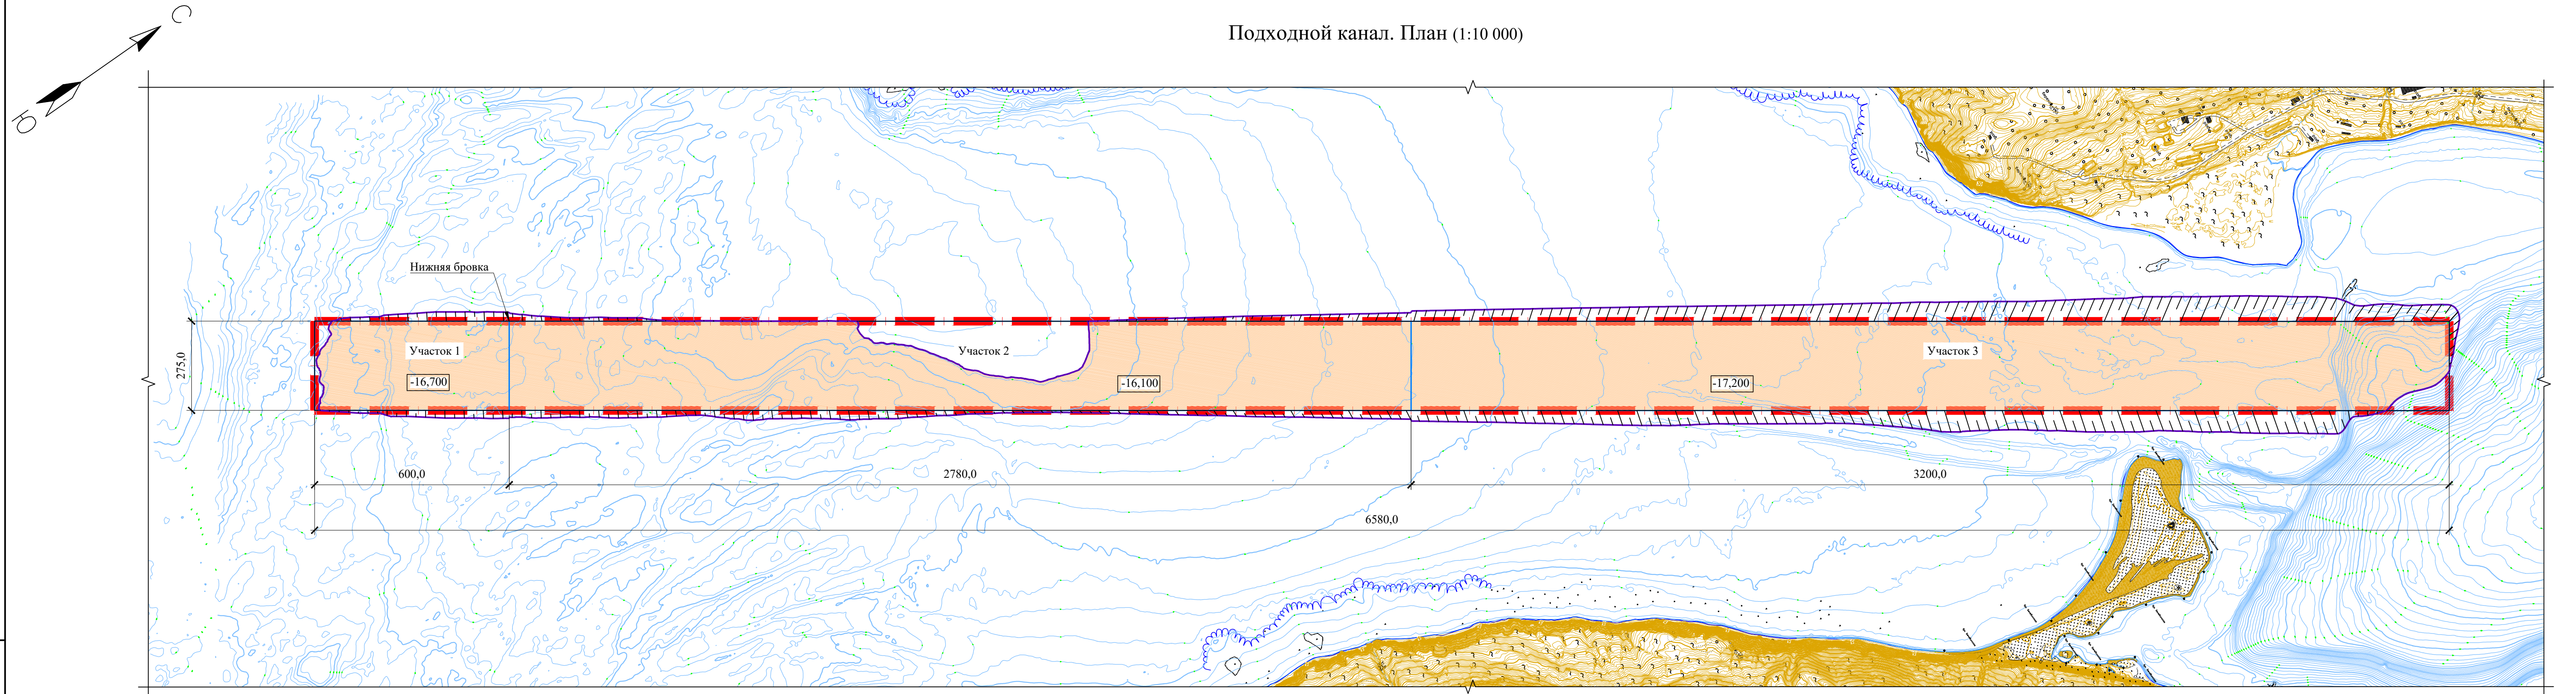 С
Ю
Подходной канал. План (1:10 000)
Нижняя бровка
275,0
Участок 1
-16,700
Участок 2
-16,100
Участок 3
-17,200
600,0
2780,0
3200,0
6580,0